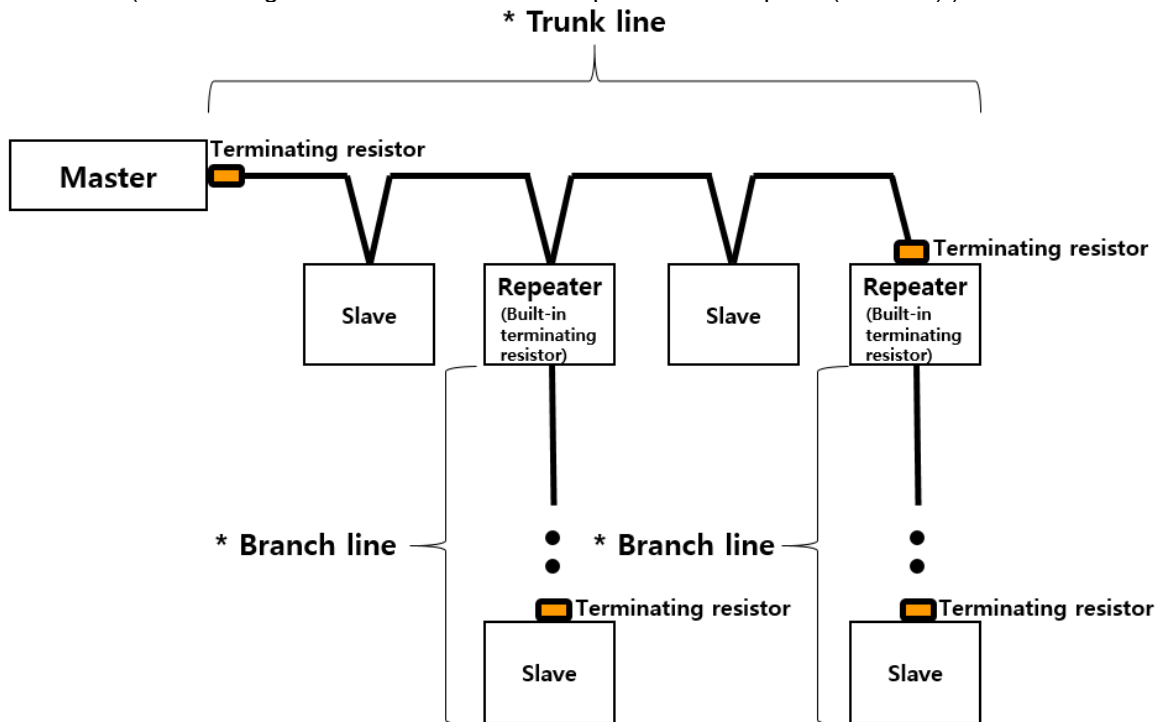 * Trunk line
Terminating resistor
Master
Terminating resistor
Slave
Repeater
(Built-in
terminating
resistor)
Slave
Repeater
(Built-in
terminating
resistor)
* Branch line
* Branch line
Terminating resistor
Terminating resistor
Slave
Slave